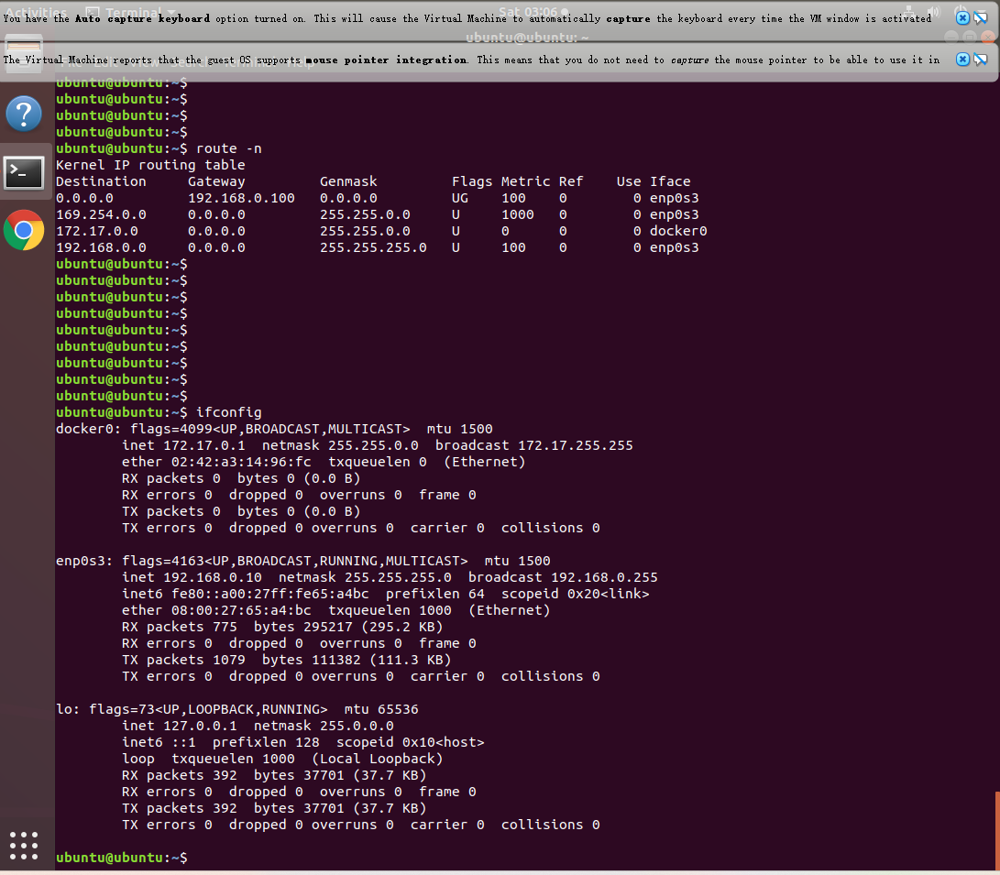 Activities Terminal Sat 03:06
You have the Auto capture keyboard option turned on. This will cause the Virtual Machine to automatically capture the keyboard every time the VM window is activated
ubuntu@ubuntu: ~
File Edit View Search Terminal Help
The Virtual Machine reports that the guest OS supports mouse pointer integration. This means that you do not need to capture the mouse pointer to be able to use it in
ubuntu@ubuntu:~$
ubuntu@ubuntu:~$
ubuntu@ubuntu:~$
ubuntu@ubuntu:~$
ubuntu@ubuntu:~$ route -n
Kernel IP routing table
Destination     Gateway         Genmask         Flags Metric Ref    Use Iface
0.0.0.0         192.168.0.100   0.0.0.0         UG    100    0        0 enp0s3
169.254.0.0     0.0.0.0         255.255.0.0     U     1000   0        0 enp0s3
172.17.0.0      0.0.0.0         255.255.0.0     U     0      0        0 docker0
192.168.0.0     0.0.0.0         255.255.255.0   U     100    0        0 enp0s3
ubuntu@ubuntu:~$
ubuntu@ubuntu:~$
ubuntu@ubuntu:~$
ubuntu@ubuntu:~$
ubuntu@ubuntu:~$
ubuntu@ubuntu:~$
ubuntu@ubuntu:~$
ubuntu@ubuntu:~$
ubuntu@ubuntu:~$
ubuntu@ubuntu:~$ ifconfig
docker0: flags=4099<UP,BROADCAST,MULTICAST>  mtu 1500
        inet 172.17.0.1  netmask 255.255.0.0  broadcast 172.17.255.255
        ether 02:42:a3:14:96:fc  txqueuelen 0  (Ethernet)
        RX packets 0  bytes 0 (0.0 B)
        RX errors 0  dropped 0  overruns 0  frame 0
        TX packets 0  bytes 0 (0.0 B)
        TX errors 0  dropped 0 overruns 0  carrier 0  collisions 0
enp0s3: flags=4163<UP,BROADCAST,RUNNING,MULTICAST>  mtu 1500
        inet 192.168.0.10  netmask 255.255.255.0  broadcast 192.168.0.255
        inet6 fe80::a00:27ff:fe65:a4bc  prefixlen 64  scopeid 0x20<link>
        ether 08:00:27:65:a4:bc  txqueuelen 1000  (Ethernet)
        RX packets 775  bytes 295217 (295.2 KB)
        RX errors 0  dropped 0  overruns 0  frame 0
        TX packets 1079  bytes 111382 (111.3 KB)
        TX errors 0  dropped 0 overruns 0  carrier 0  collisions 0
lo: flags=73<UP,LOOPBACK,RUNNING>  mtu 65536
        inet 127.0.0.1  netmask 255.0.0.0
        inet6 ::1  prefixlen 128  scopeid 0x10<host>
        loop  txqueuelen 1000  (Local Loopback)
        RX packets 392  bytes 37701 (37.7 KB)
        RX errors 0  dropped 0  overruns 0  frame 0
        TX packets 392  bytes 37701 (37.7 KB)
        TX errors 0  dropped 0 overruns 0  carrier 0  collisions 0
ubuntu@ubuntu:~$